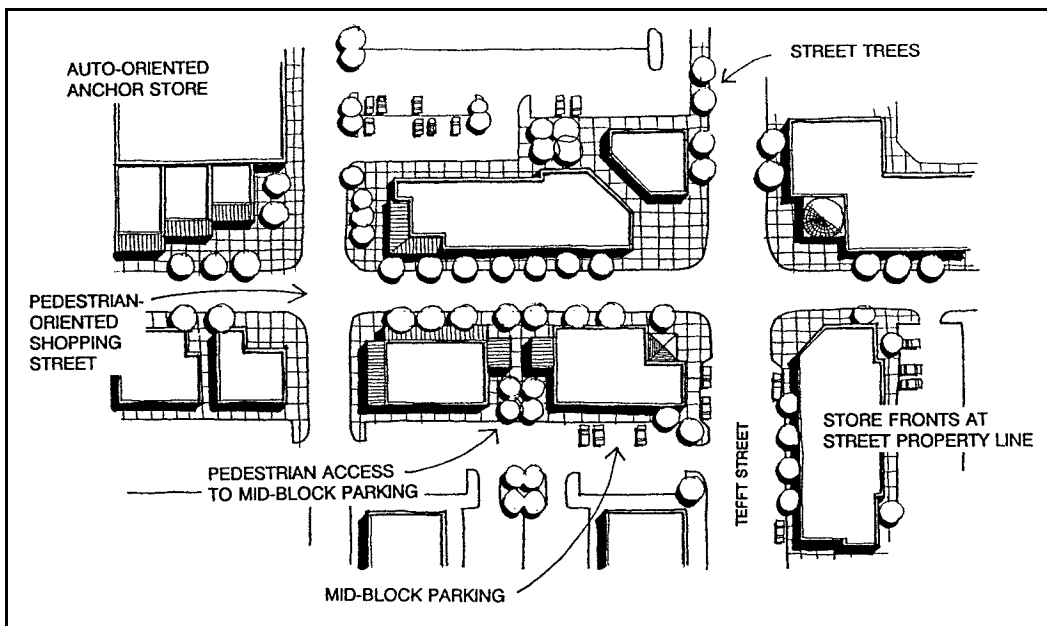 AUTO-ORIENTED
ANCHOR STORE
STREET TREES
PEDESTRIAN-
ORIENTED
SHOPPING
STREET
STORE FRONTS AT
STREET PROPERTY LINE
TEFFT STREET
PEDESTRIAN ACCESS
TO MID-BLOCK PARKING
MID-BLOCK PARKING